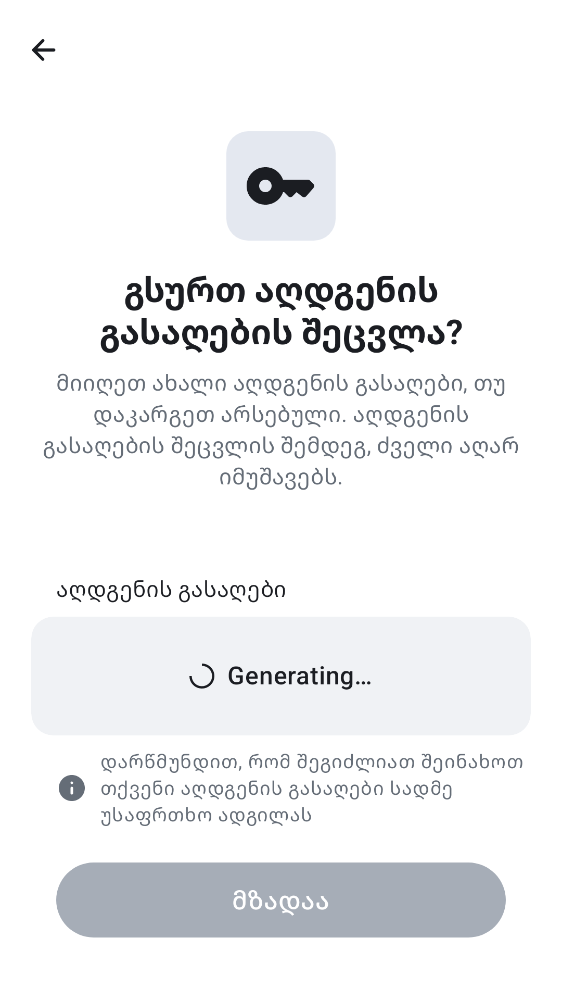 გსურთ აღდგენის
გასაღების შეცვლა?
მიიღეთ ახალი აღდგენის გასაღები, თუ
დაკარგეთ არსებული. აღდგენის
გასაღების შეცვლის შემდეგ, ძველი აღარ
იმუშავებს.
აღდგენის გასაღები
Generating…
დარწმუნდით, რომ შეგიძლიათ შეინახოთ
თქვენი აღდგენის გასაღები სადმე
უსაფრთხო ადგილას
მზადაა